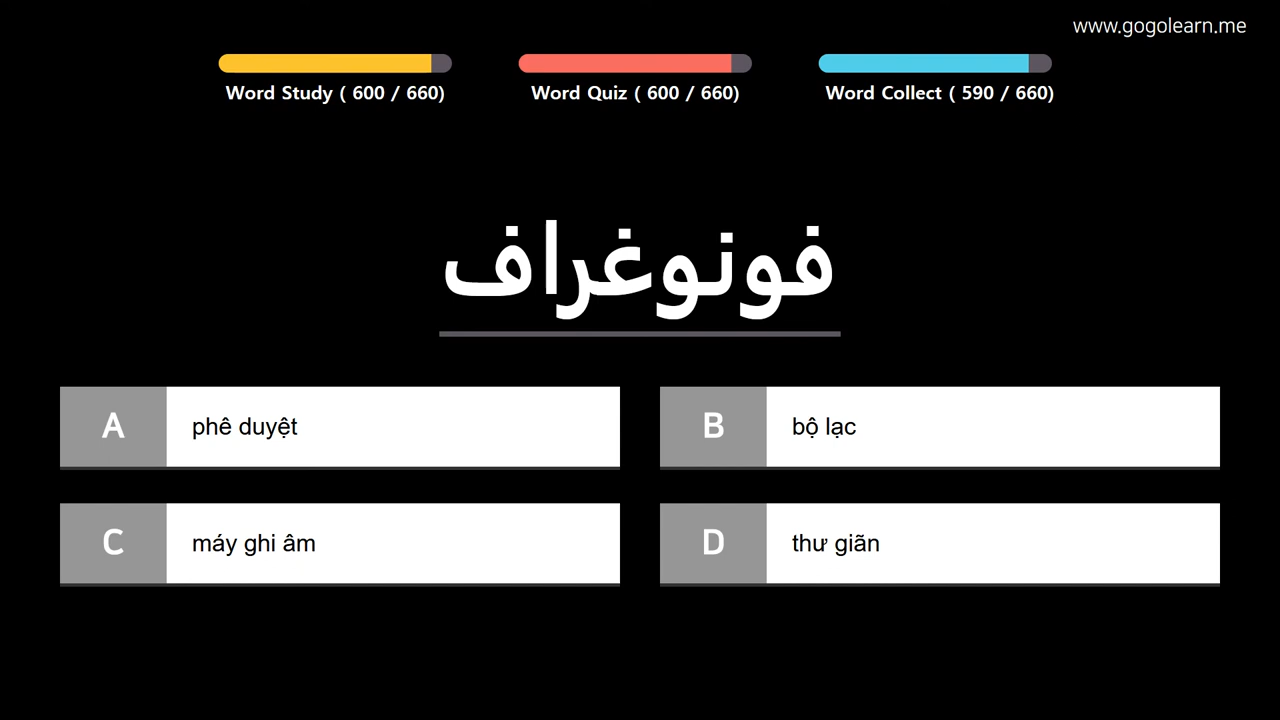 www.gogolearn.me
Word Study ( 600 / 660)
Word Quiz ( 600 / 660)
Word Collect ( 590 / 660)
فونوغراف
A
phê duyệt
B
bộ lạc
C
máy ghi âm
D
thư giãn